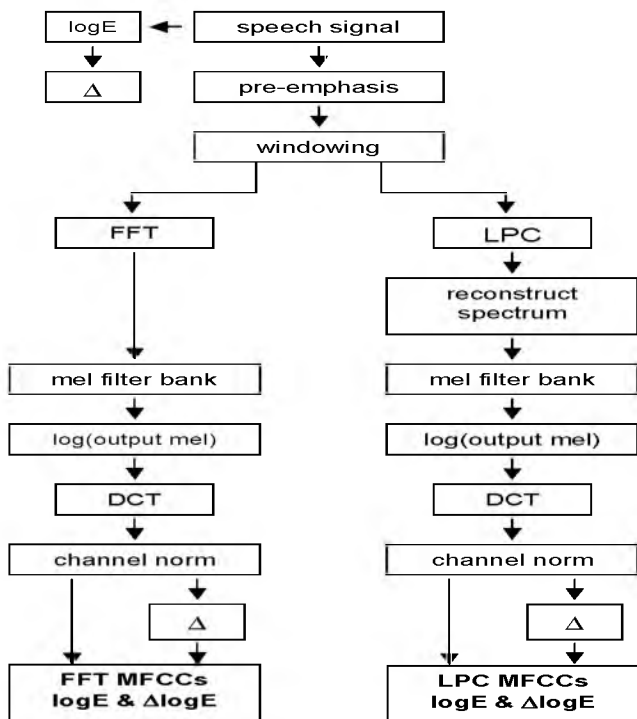 logE
speech signal
Δ
pre-emphasis
windowing
FFT
LPC
reconstruct
spectrum
mel filter bank
mel filter bank
log(output mel)
log(output mel)
DCT
DCT
channel norm
channel norm
Δ
Δ
FFT MFCCs
logE & ΔlogE
LPC MFCCs
logE & ΔlogE